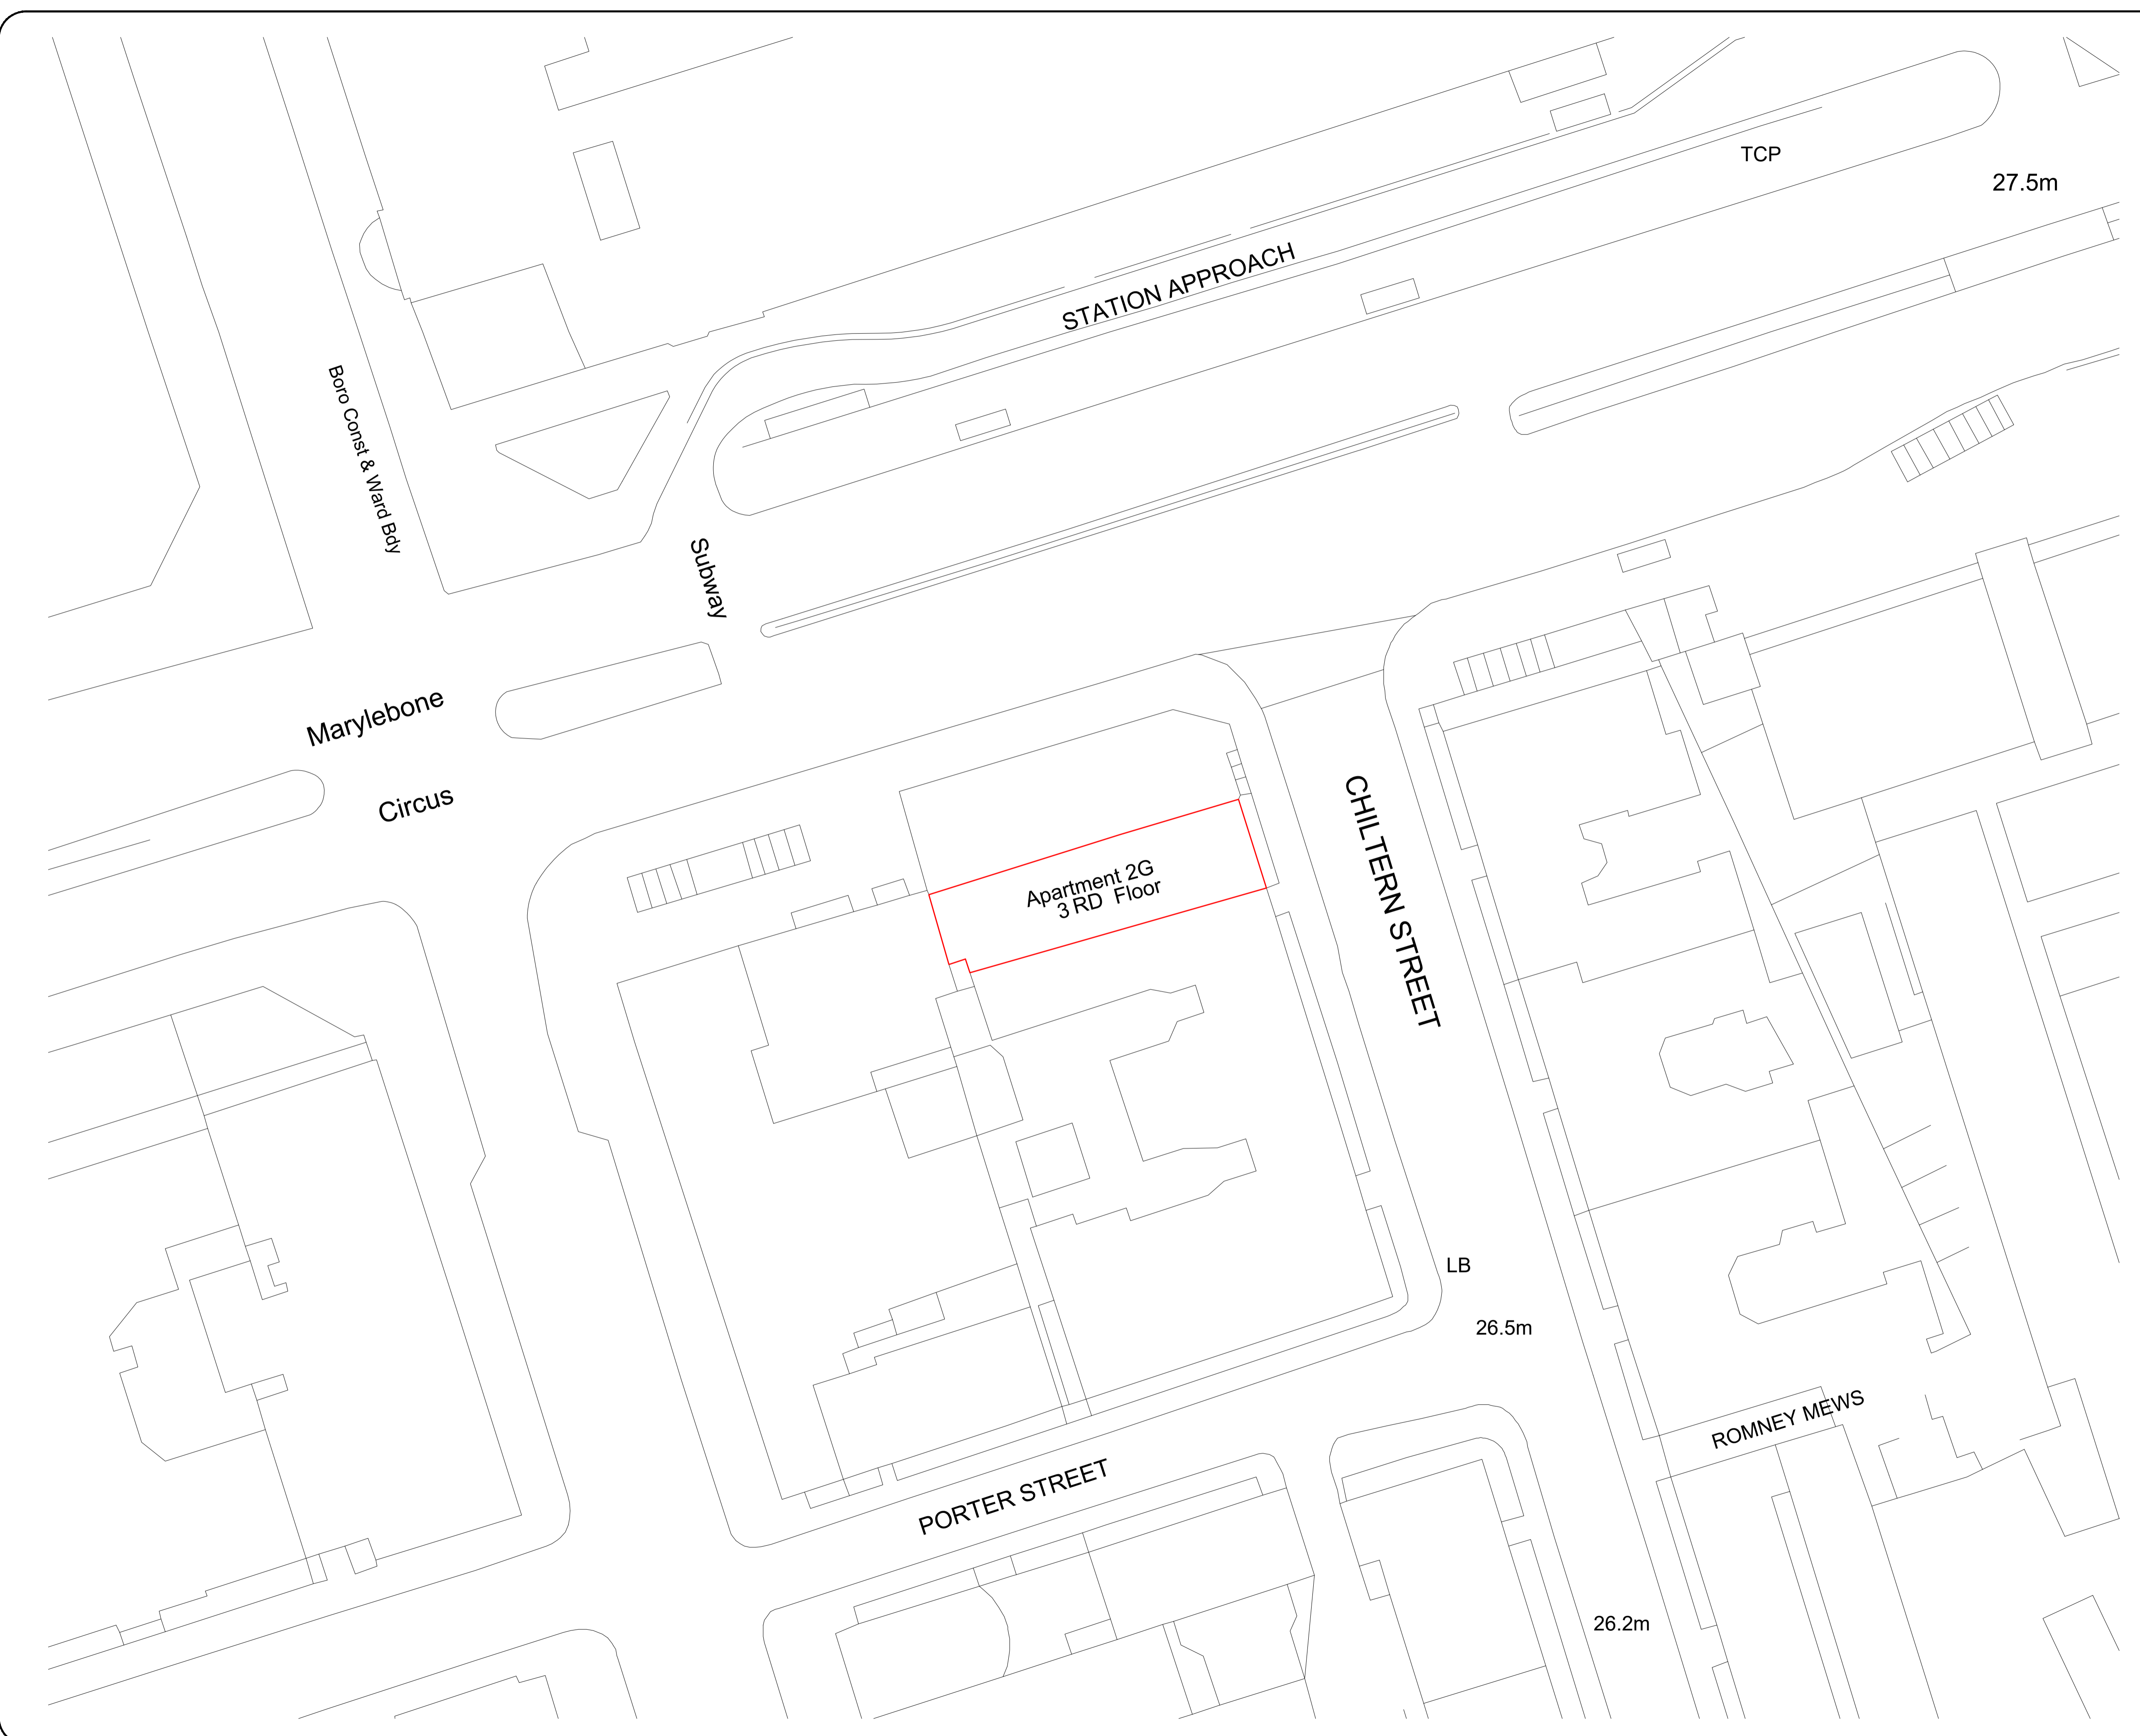 TCP
27.5m
STATION APPROACH
Boro Const & Ward Bdy
Subway
Marylebone
Circus
CHILTERN STREET
Apartment 2G
3 RD Floor
LB
26.5m
ROMNEY MEWS
PORTER STREET
26.2m